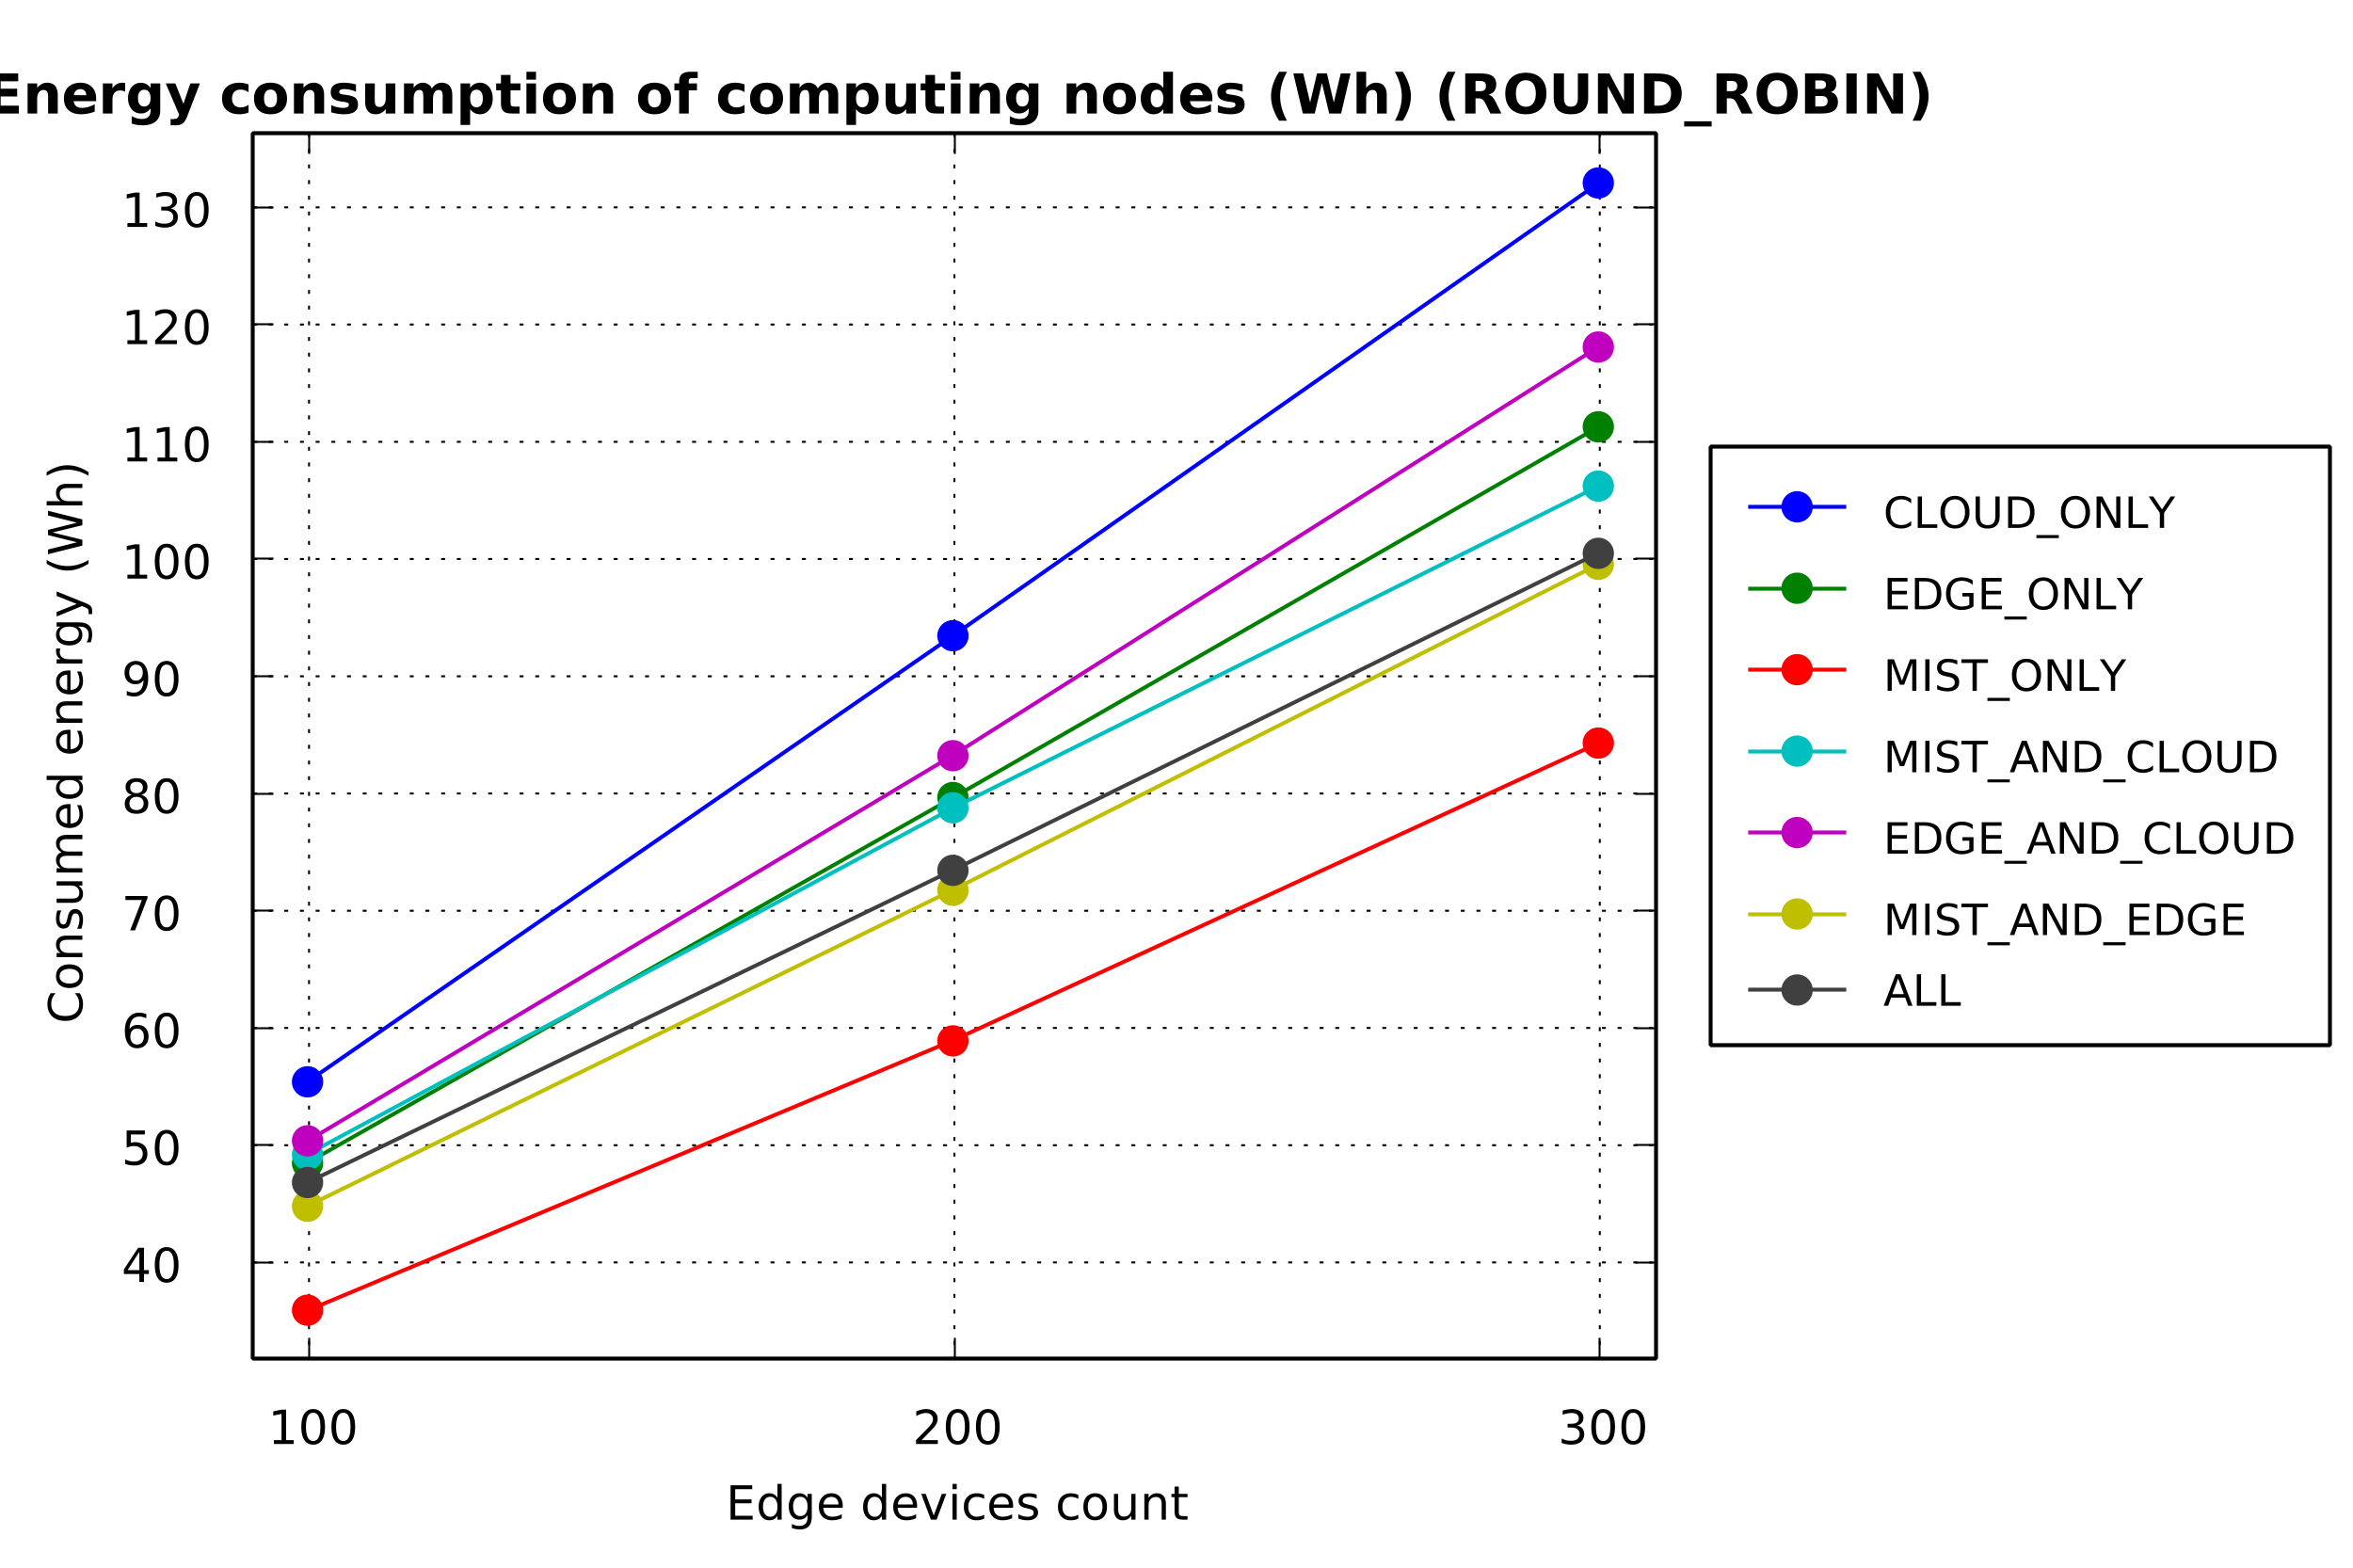 Energy consumption of computing nodes (Wh) (ROUND_ROBIN)
130
120
110
100
90
80
70
60
50
40
Consumed energy (Wh)
100 200 300
Edge devices count
CLOUD_ONLY
EDGE_ONLY
MIST_ONLY
MIST_AND_CLOUD
EDGE_AND_CLOUD
MIST_AND_EDGE
ALL